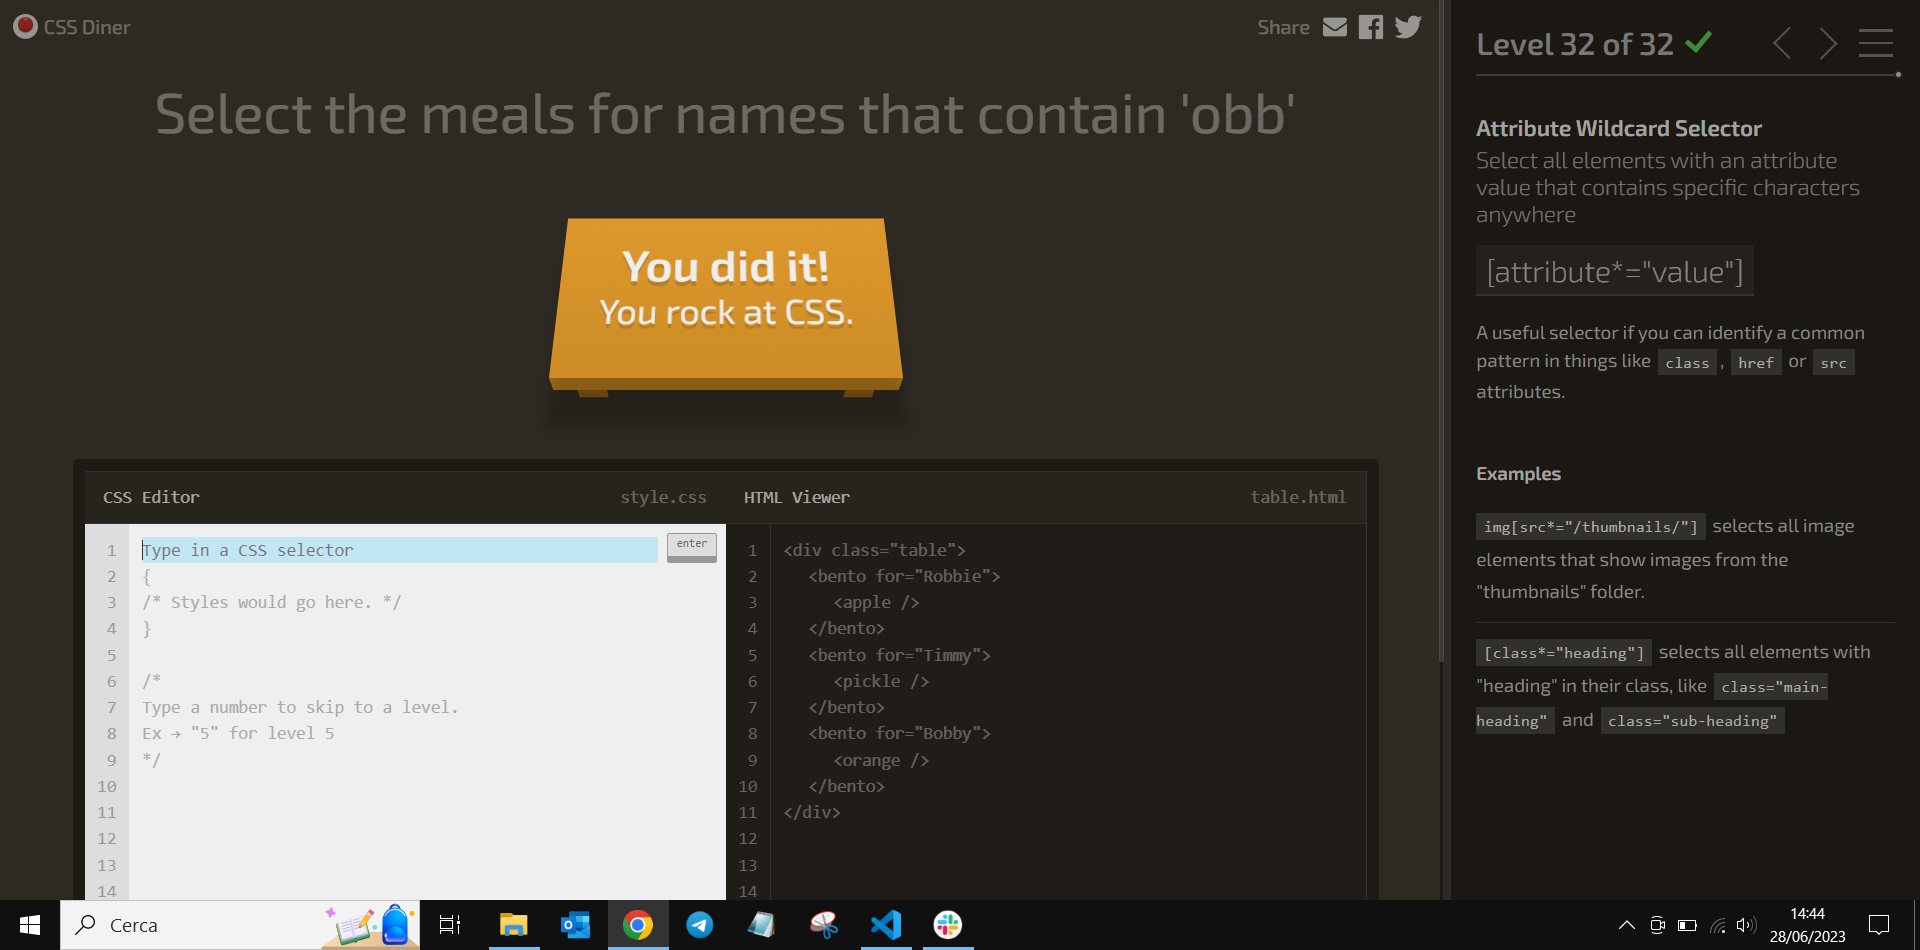 CSS Diner
Share
Select the meals for names that contain 'obb'
You did it!
You rock at CSS.
CSS Editor
style.css
HTML Viewer
table.html
1
2
3
4
5
6
7
8
9
10
11
12
13
14
Type in a CSS selector
enter
{
/* Styles would go here. */
}
/*
Type a number to skip to a level.
Ex → "5" for level 5
*/
1
2
3
4
5
6
7
8
9
10
11
12
13
14
<div class="table">
<bento for="Robbie">
<apple />
</bento>
<bento for="Timmy">
<pickle />
</bento>
<bento for="Bobby">
<orange />
</bento>
</div>
Level 32 of 32
Attribute Wildcard Selector
Select all elements with an attribute
value that contains specific characters
anywhere
[attribute*="value"]
A useful selector if you can identify a common
pattern in things like class , href or src
attributes.
Examples
img[src*="/thumbnails/"] selects all image
elements that show images from the
"thumbnails" folder.
[class*="heading"] selects all elements with
"heading" in their class, like class="main-
heading" and class="sub-heading"
Cerca
14:44
28/06/2023